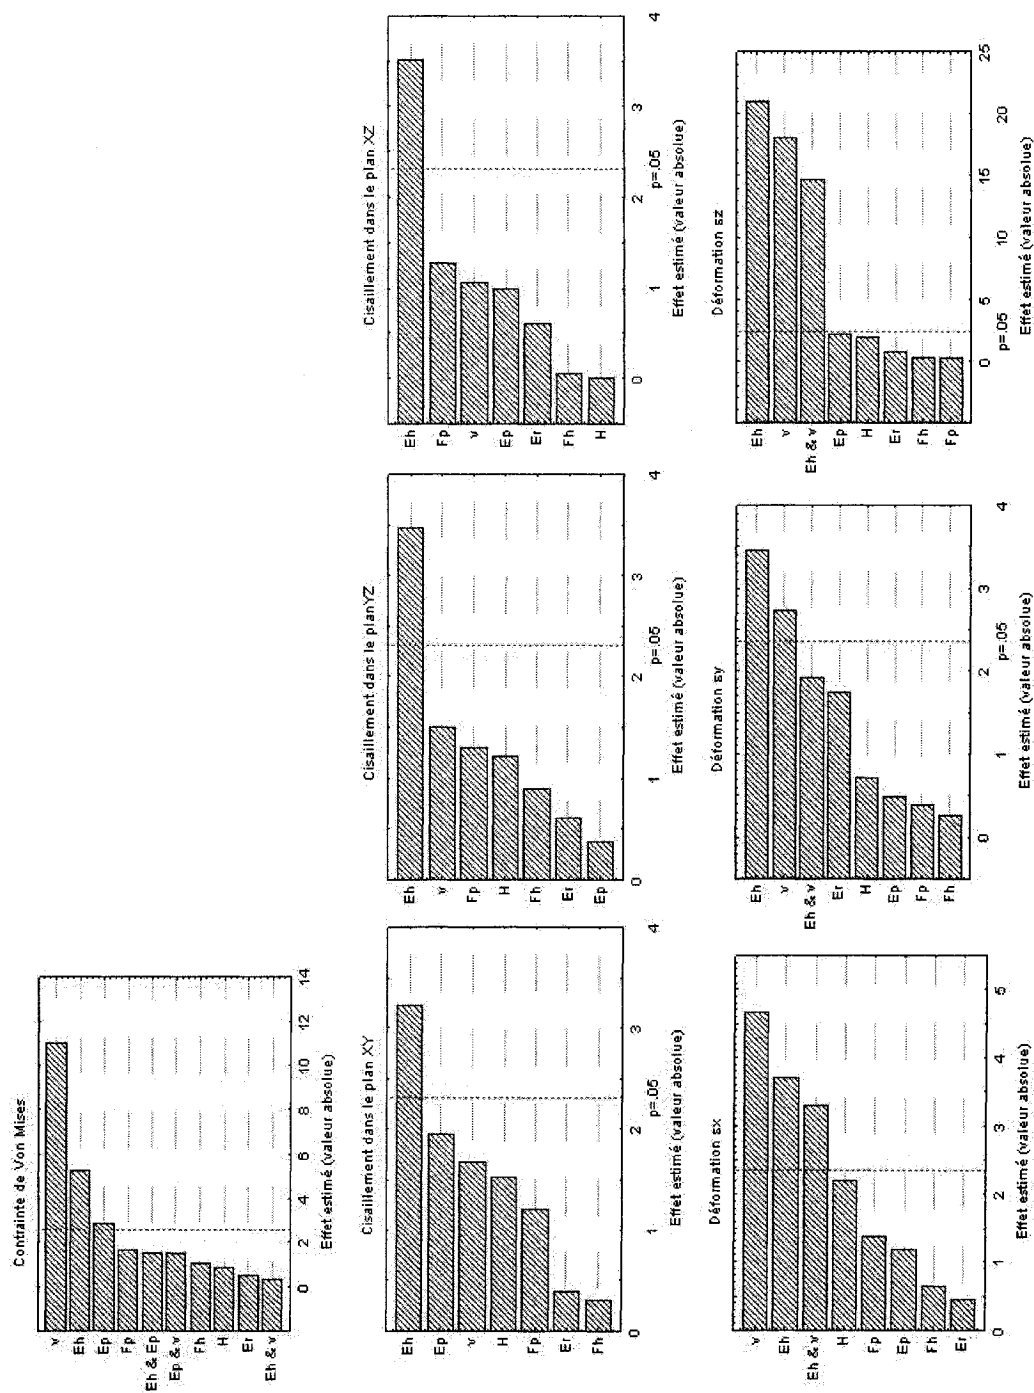 Contrainte de Von Mises
v
Eh
Ep
Fp
Eh & Ep
Ep & v
Fh
H
Er
Eh & v
0 2 4 6 8 10 12 14
Effet estimé (valeur absolue)
Cisaillement dans le plan XY
Eh
Ep
v
H
Fp
Er
Fh
0 1 2 3 4
p=.05
Effet estimé (valeur absolue)
Cisaillement dans le plan YZ
Eh
v
Fp
H
Fh
Er
Ep
0 1 2 3 4
p=.05
Effet estimé (valeur absolue)
Cisaillement dans le plan XZ
Eh
Fp
v
Ep
Er
Fh
H
0 1 2 3 4
p=.05
Effet estimé (valeur absolue)
Déformation εx
v
Eh
Eh & v
H
Fp
Ep
Fh
Er
0 1 2 3 4 5
Effet estimé (valeur absolue)
Déformation εy
Eh
v
Eh & v
Er
H
Ep
Fp
Fh
0 1 2 3 4
p=.05
Effet estimé (valeur absolue)
Déformation εz
Eh
v
Eh & v
Ep
H
Er
Fh
Fp
0 5 10 15 20 25
p=.05
Effet estimé (valeur absolue)